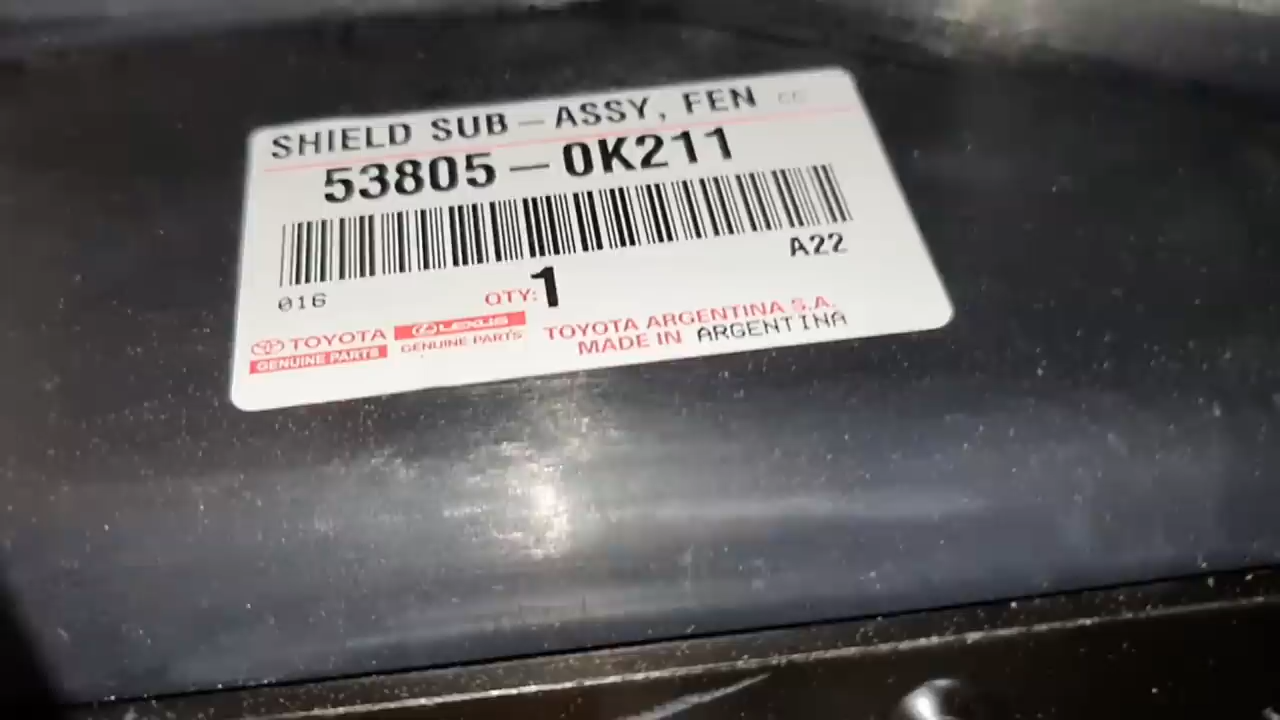 SHIELD SUB-ASSY, FEN CC
53805-0K211
A22
016
QTY: 1
TOYOTA
GENUINE PARTS
LEXUS
GENUINE PARTS
TOYOTA ARGENTINA S.A.
MADE IN ARGENTINA